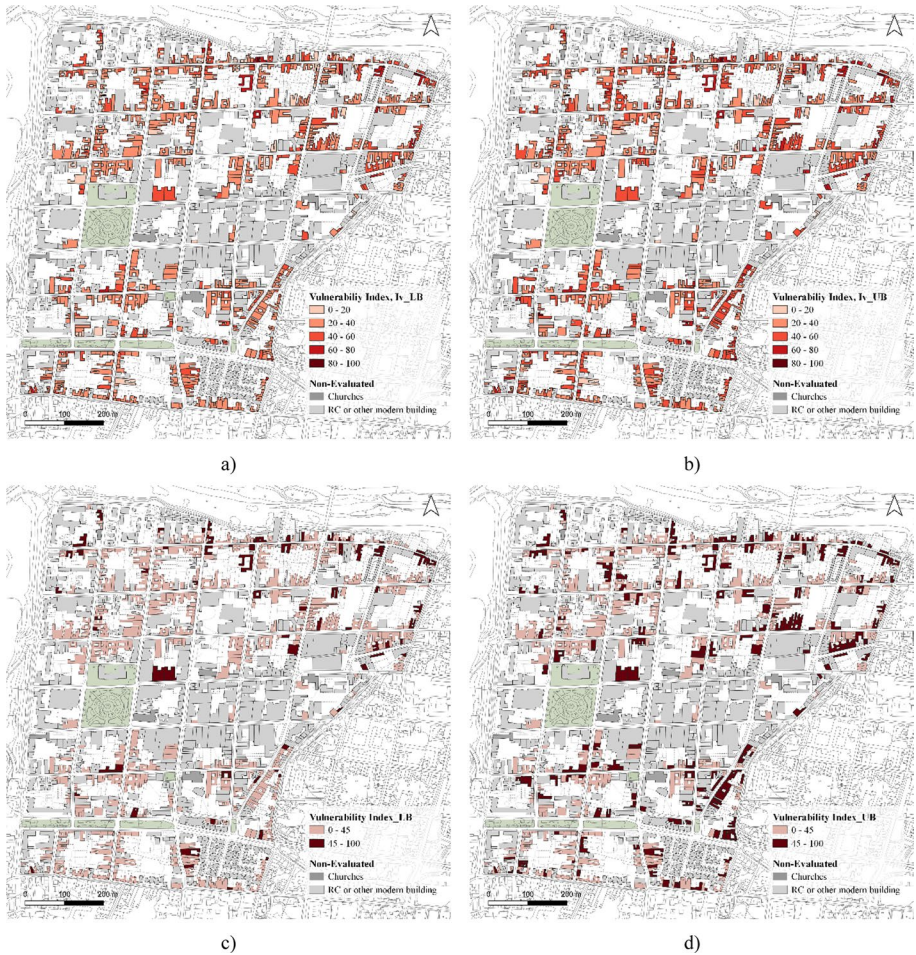 Vulnerabiliy Index, Iv_LB
0 - 20
20 - 40
40 - 60
60 - 80
80 - 100
Non-Evaluated
Churches
RC or other modern building
0 100 200 m
a)
Vulnerabiliy Index, Iv_UB
0 - 20
20 - 40
40 - 60
60 - 80
80 - 100
Non-Evaluated
Churches
RC or other modern building
0 100 200 m
b)
Vulnerability Index_LB
0 - 45
45 - 100
Non-Evaluated
Churches
RC or other modern building
0 100 200 m
c)
Vulnerability Index_UB
0 - 45
45 - 100
Non-Evaluated
Churches
RC or other modern building
0 100 200 m
d)